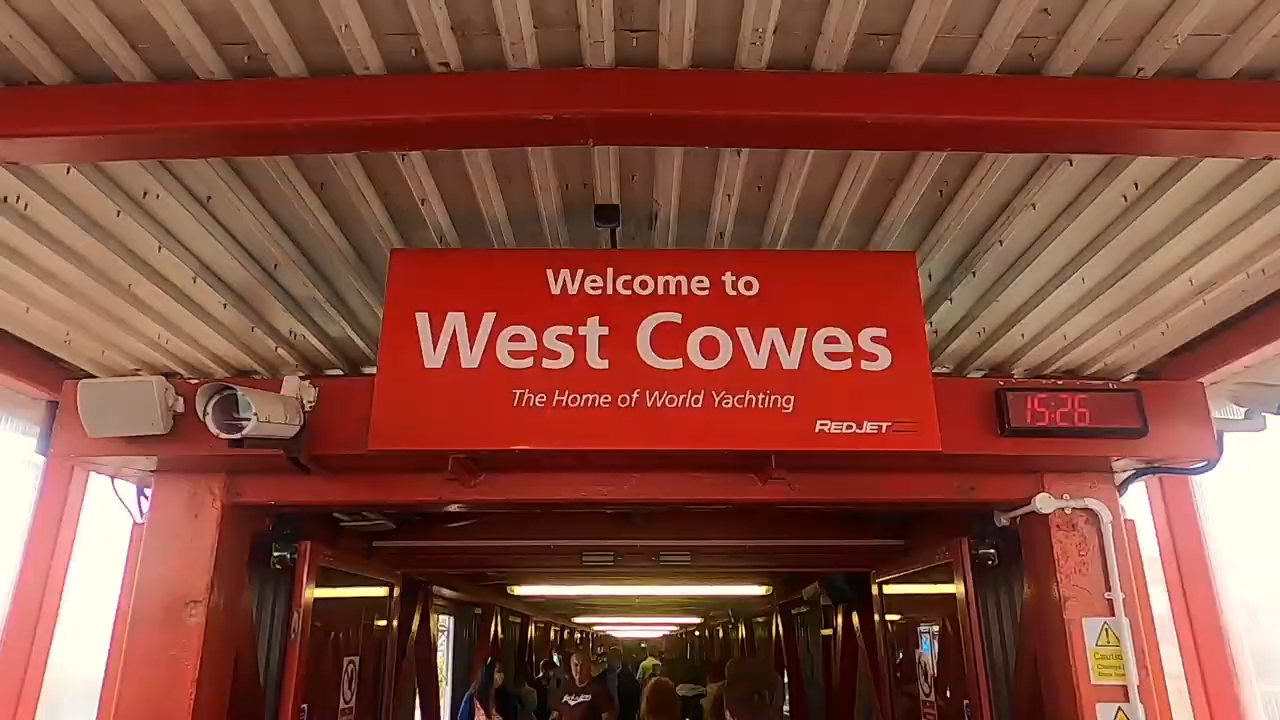 Welcome to
West Cowes
The Home of World Yachting
REDJET
15:26
Caution